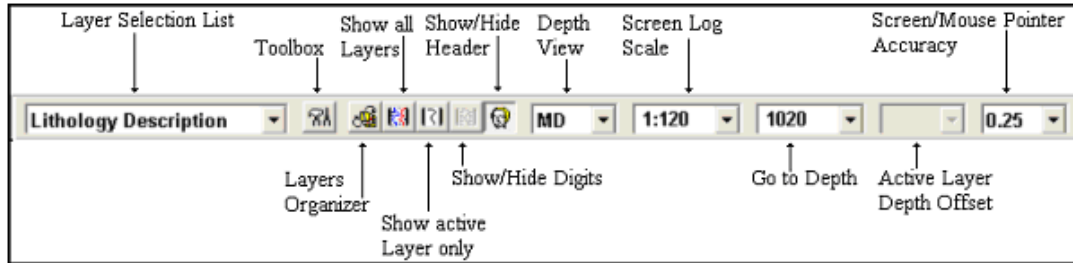 Layer Selection List
Toolbox
Show all
Layers
Show/Hide
Header
Depth
View
Screen Log
Scale
Screen/Mouse Pointer
Accuracy
Lithology Description
MD
1:120
1020
0.25
Layers
Organizer
Show active
Layer only
Show/Hide Digits
Go to Depth
Active Layer
Depth Offset